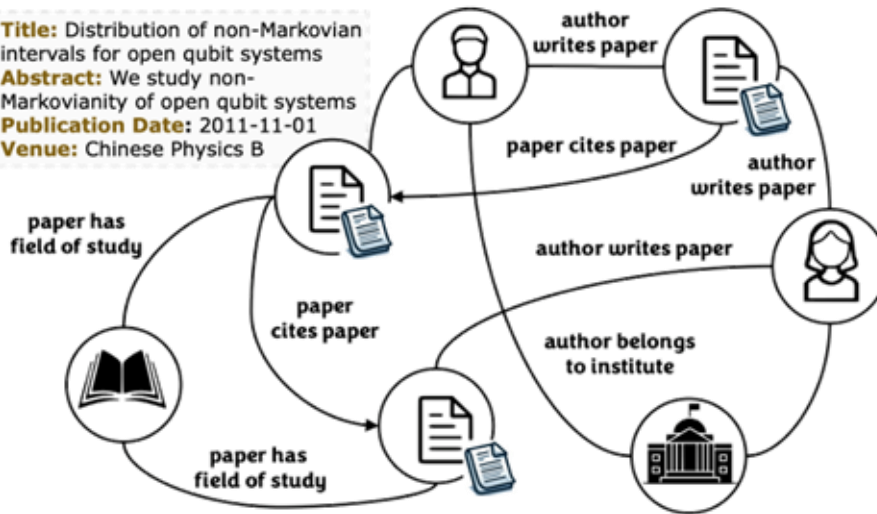 Title: Distribution of non-Markovian
intervals for open qubit systems
Abstract: We study non-
Markovianity of open qubit systems
Publication Date: 2011-11-01
Venue: Chinese Physics B
author
writes paper
paper cites paper
author
writes paper
paper has
field of study
author writes paper
paper
cites paper
author belongs
to institute
paper has
field of study